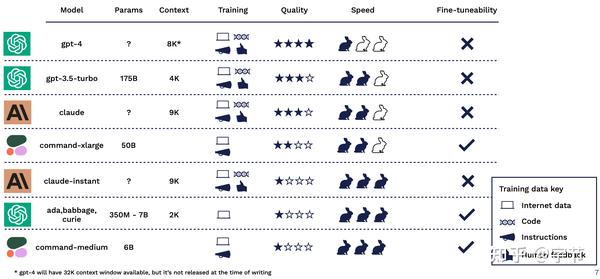 Model Params Context Training Quality Speed Fine-tuneability
gpt-4 ? 8K*
gpt-3.5-turbo 175B 4K
claude ? 9K
command-xlarge 50B
claude-instant ? 9K
ada,babbage,
curie 350M - 7B 2K
command-medium 6B
Training data key
Internet data
Code
Instructions
Human feedback
* gpt-4 will have 32K context window available, but it's not released at the time of writing
7